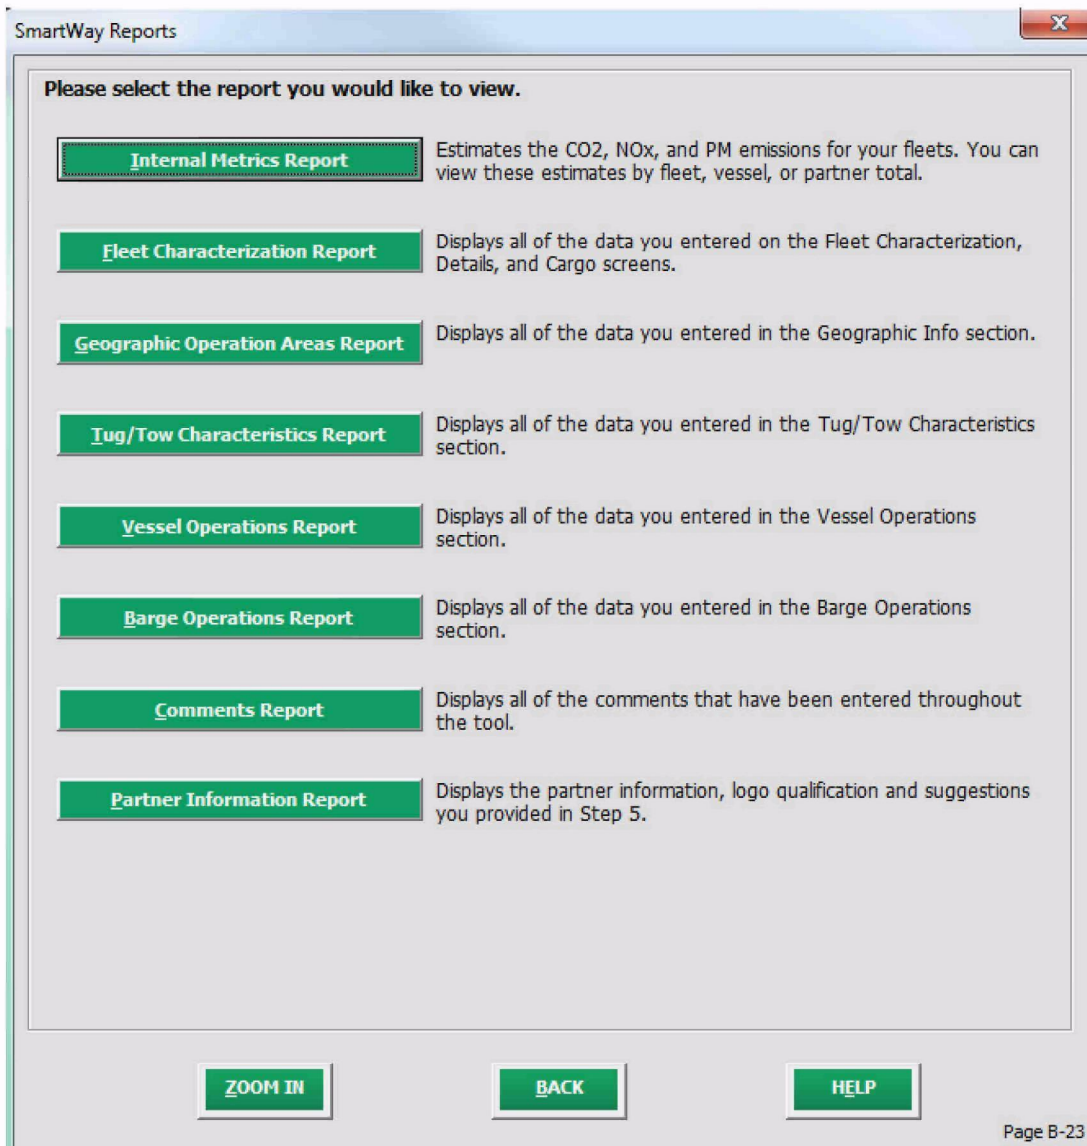 SmartWay Reports
X
Please select the report you would like to view.
Internal Metrics Report
Estimates the CO2, NOx, and PM emissions for your fleets. You can
view these estimates by fleet, vessel, or partner total.
Fleet Characterization Report
Displays all of the data you entered on the Fleet Characterization,
Details, and Cargo screens.
Geographic Operation Areas Report
Displays all of the data you entered in the Geographic Info section.
Tug/Tow Characteristics Report
Displays all of the data you entered in the Tug/Tow Characteristics
section.
Vessel Operations Report
Displays all of the data you entered in the Vessel Operations
section.
Barge Operations Report
Displays all of the data you entered in the Barge Operations
section.
Comments Report
Displays all of the comments that have been entered throughout
the tool.
Partner Information Report
Displays the partner information, logo qualification and suggestions
you provided in Step 5.
ZOOM IN
BACK
HELP
Page B-23